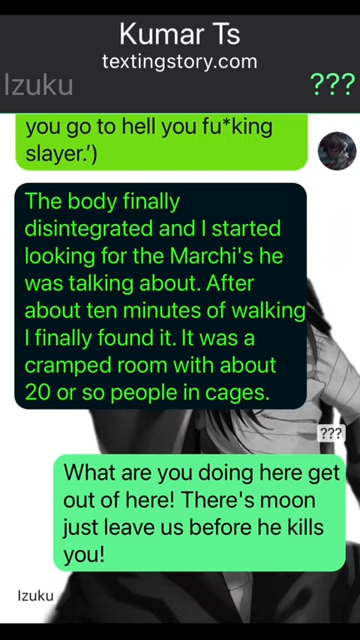 Kumar Ts
textingstory.com
Izuku
???
you go to hell you fu*king
slayer.')
The body finally
disintegrated and I started
looking for the Marchi's he
was talking about. After
about ten minutes of walking
I finally found it. It was a
cramped room with about
20 or so people in cages.
???
What are you doing here get
out of here! There's moon
just leave us before he kills
you!
Izuku